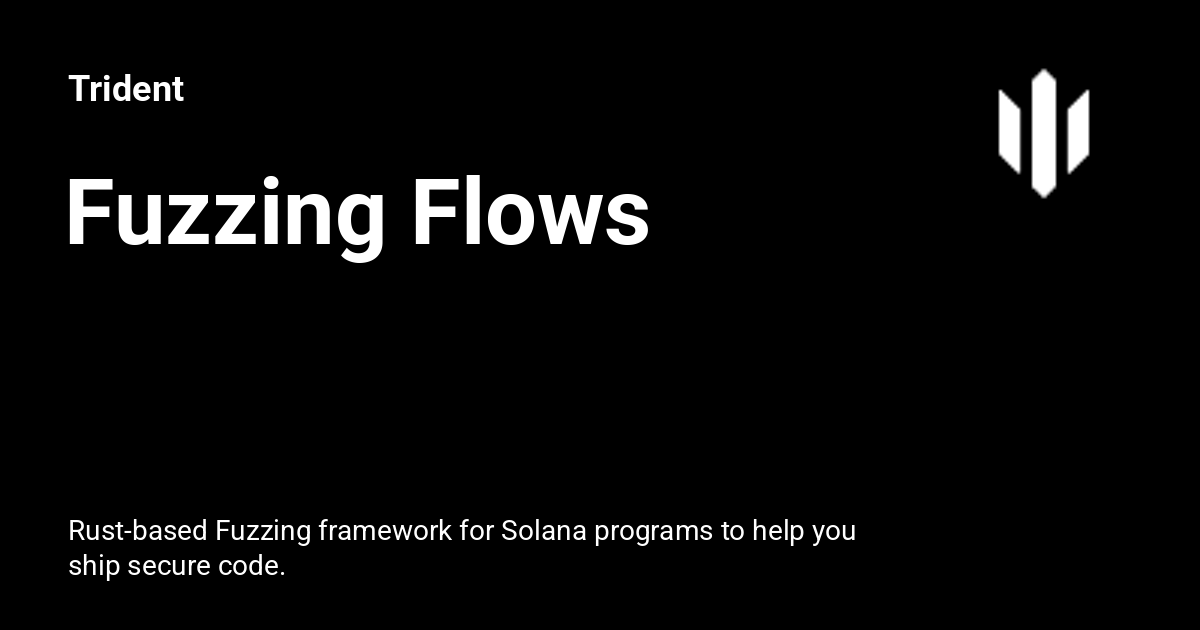 Trident
Fuzzing Flows
Rust-based Fuzzing framework for Solana programs to help you
ship secure code.